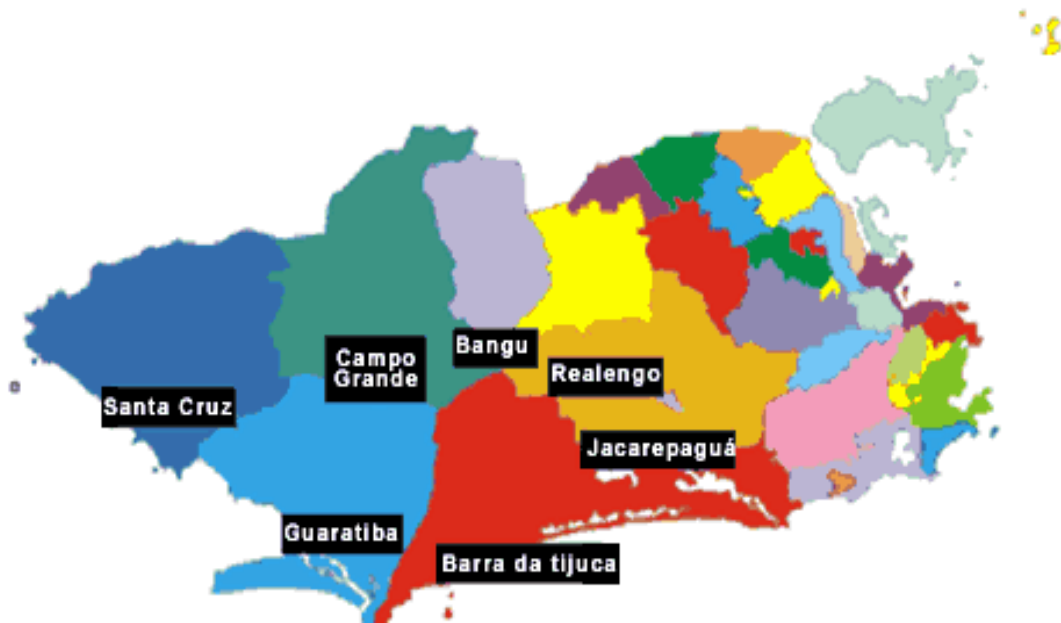 Bangu
Campo
Grande
Realengo
Santa Cruz
Jacarepaguá
Guaratiba
Barra da tijuca